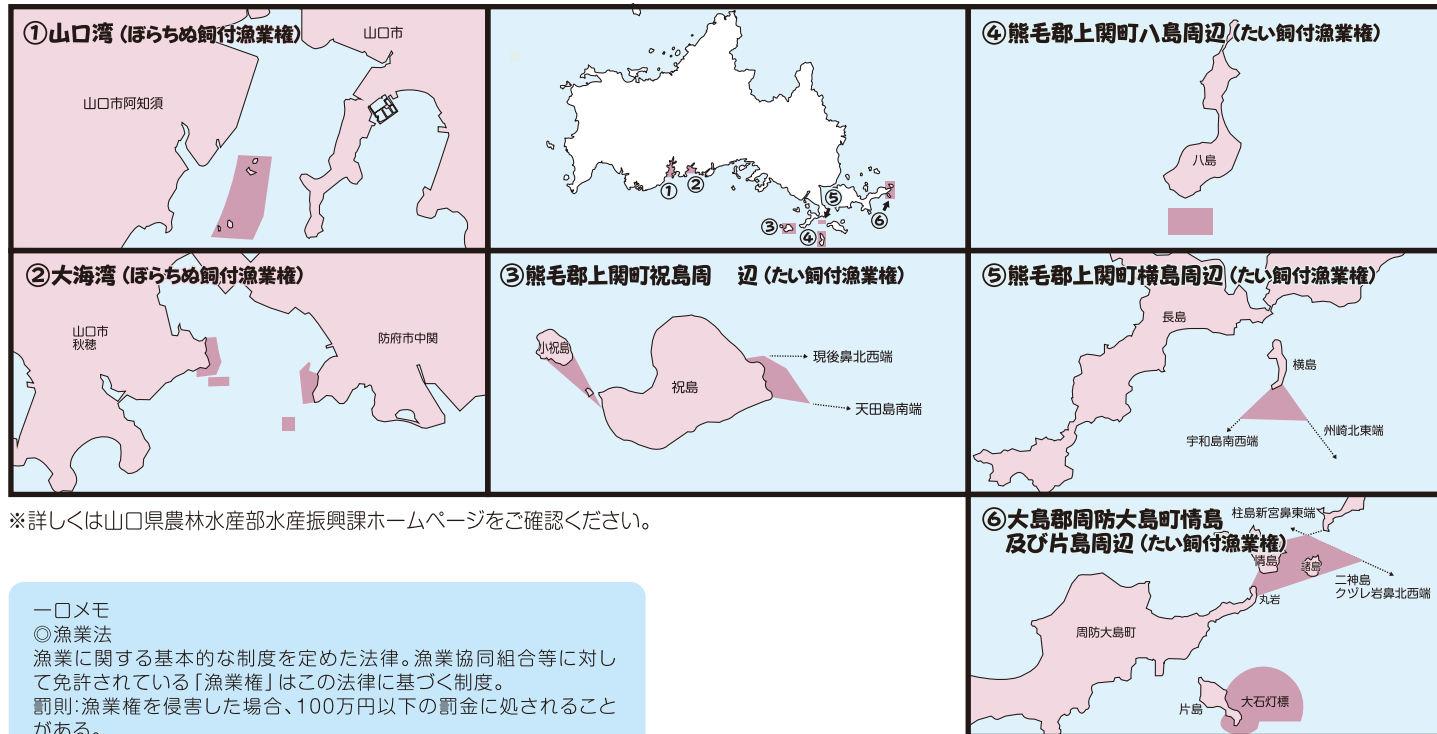 ①山口湾(ぼらちぬ飼付漁業権)
山口市
山口市阿知須
①
②
③
④
⑤
⑥
④熊毛郡上関町八島周辺(たい飼付漁業権)
八島
②大海湾(ぼらちぬ飼付漁業権)
山口市
秋穂
防府市中関
③熊毛郡上関町祝島周 辺(たい飼付漁業権)
小祝島
祝島
現後鼻北西端
天田島南端
⑤熊毛郡上関町横島周辺(たい飼付漁業権)
長島
横島
宇和島南西端
州崎北東端
※詳しくは山口県農林水産部水産振興課ホームページをご確認ください。
⑥大島郡周防大島町情島
及び片島周辺(たい飼付漁業権)
柱島新宮鼻東端
情島
諸島
二神島
クヅレ岩鼻北西端
丸岩
周防大島町
片島
大石灯標
一口メモ
◎漁業法
漁業に関する基本的な制度を定めた法律。漁業協同組合等に対し
て免許されている「漁業権」はこの法律に基づく制度。
罰則:漁業権を侵害した場合、100万円以下の罰金に処されること
がある。